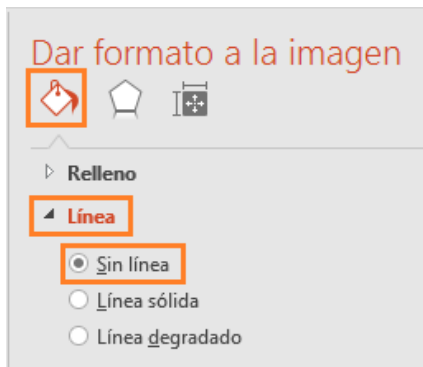 Dar formato a la imagen
Relleno
Línea
Sin línea
Línea sólida
Línea degradado